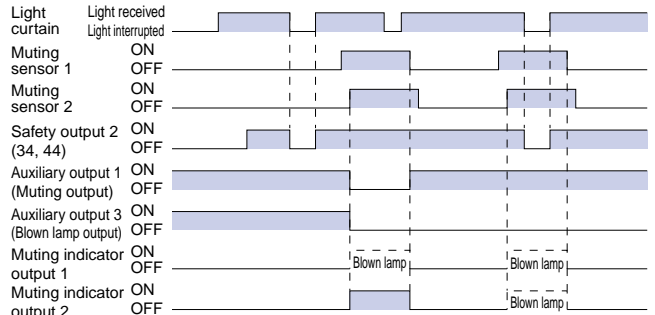 Light curtain Light received
Light interrupted
Muting sensor 1 ON
OFF
Muting sensor 2 ON
OFF
Safety output 2 (34, 44) ON
OFF
Auxiliary output 1 (Muting output) ON
OFF
Auxiliary output 3 (Blown lamp output) ON
OFF
Muting indicator output 1 ON
OFF
Blown lamp Blown lamp
Muting indicator output 2 ON
OFF
Blown lamp